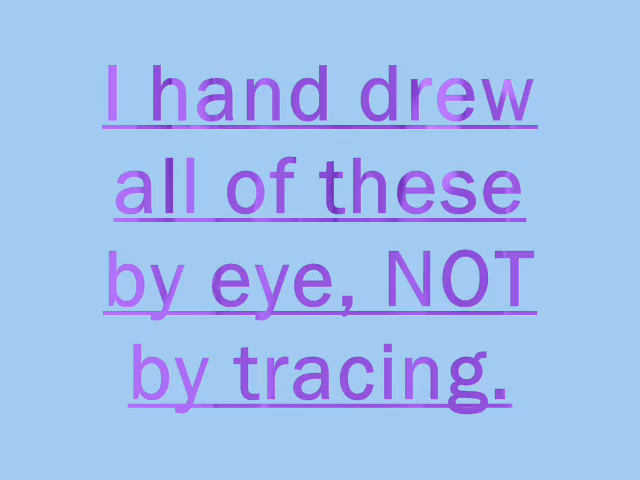 I hand drew
all of these
by eye, NOT
by tracing.